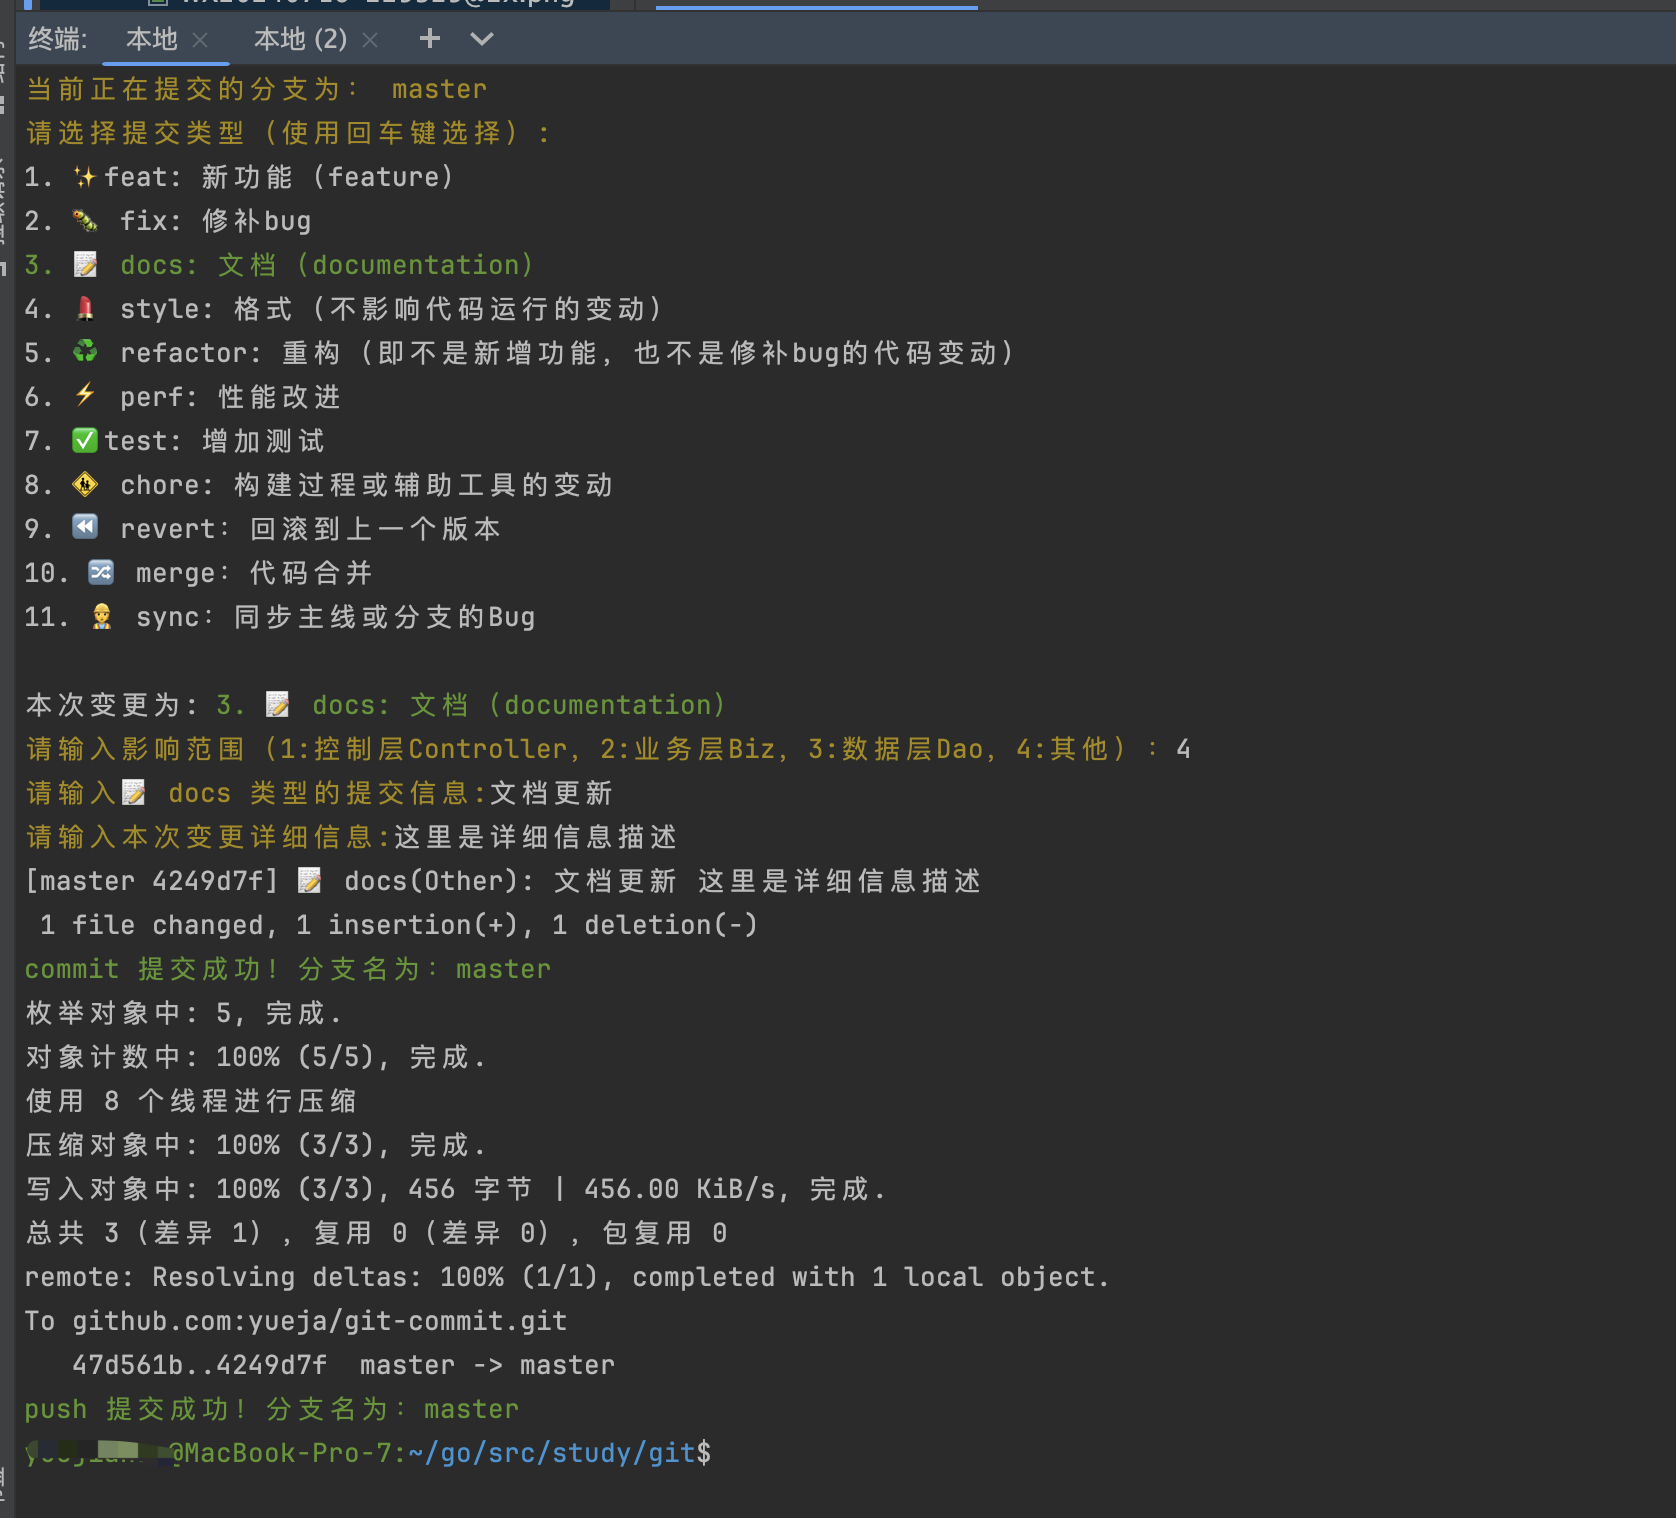 终端: 本地 × 本地 (2) ×
当前正在提交的分支为： master
请选择提交类型（使用回车键选择）：
1. ✨feat: 新功能（feature）
2. 🐛 fix: 修补bug
3. 📝 docs: 文档（documentation）
4. 💄 style: 格式（不影响代码运行的变动）
5. ♻️ refactor: 重构（即不是新增功能，也不是修补bug的代码变动）
6. ⚡ perf: 性能改进
7. ✅test: 增加测试
8. 🚸 chore: 构建过程或辅助工具的变动
9. ⏪ revert: 回滚到上一个版本
10. 🔀 merge: 代码合并
11. 👷 sync: 同步主线或分支的Bug
本次变更为: 3. 📝 docs: 文档（documentation）
请输入影响范围（1:控制层Controller，2:业务层Biz，3:数据层Dao，4:其他）：4
请输入📝 docs 类型的提交信息:文档更新
请输入本次变更详细信息:这里是详细信息描述
[master 4249d7f] 📝 docs(Other): 文档更新 这里是详细信息描述
1 file changed, 1 insertion(+), 1 deletion(-)
commit 提交成功! 分支名为: master
枚举对象中: 5, 完成.
对象计数中: 100% (5/5), 完成.
使用 8 个线程进行压缩
压缩对象中: 100% (3/3), 完成.
写入对象中: 100% (3/3), 456 字节 | 456.00 KiB/s, 完成.
总共 3（差异 1），复用 0（差异 0），包复用 0
remote: Resolving deltas: 100% (1/1), completed with 1 local object.
To github.com:yueja/git-commit.git
47d561b..4249d7f master -> master
push 提交成功! 分支名为: master
@MacBook-Pro-7:~/go/src/study/git$